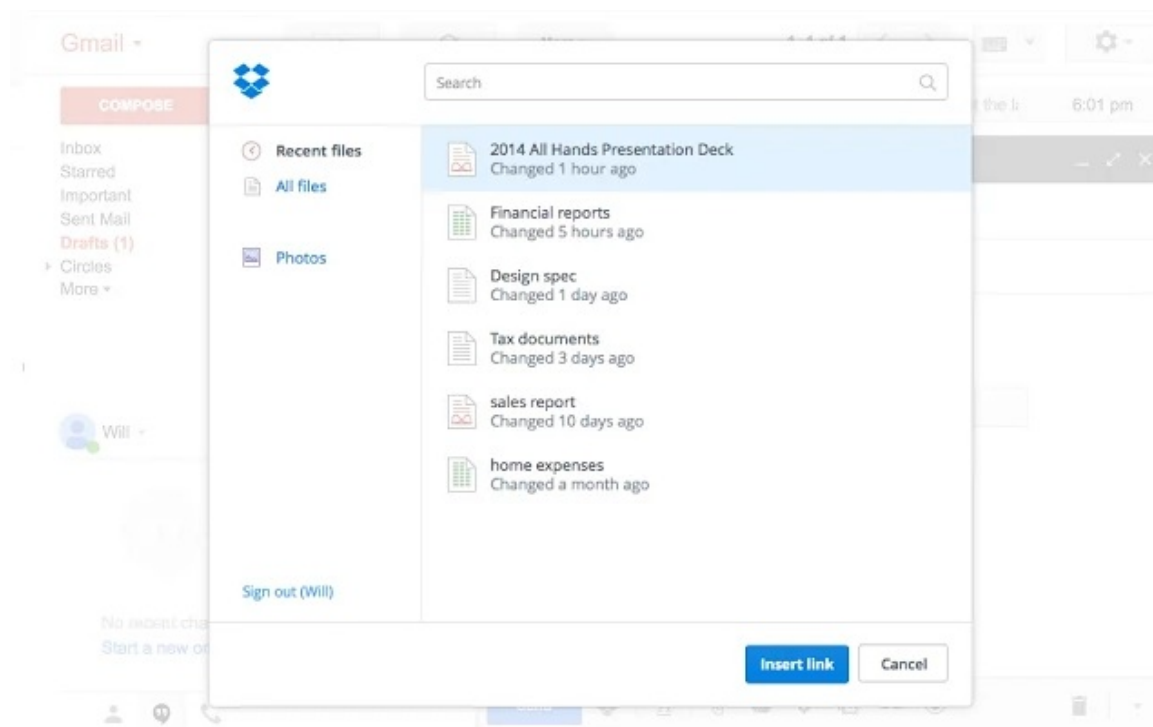 Gmail
COMPOSE
6:01 pm
Inbox
Starred
Important
Sent Mail
Drafts (1)
Circles
More
Will
Start a new
Search
Recent files
All files
Photos
Sign out (Will)
2014 All Hands Presentation Deck
Changed 1 hour ago
Financial reports
Changed 5 hours ago
Design spec
Changed 1 day ago
Tax documents
Changed 3 days ago
sales report
Changed 10 days ago
home expenses
Changed a month ago
Insert link
Cancel